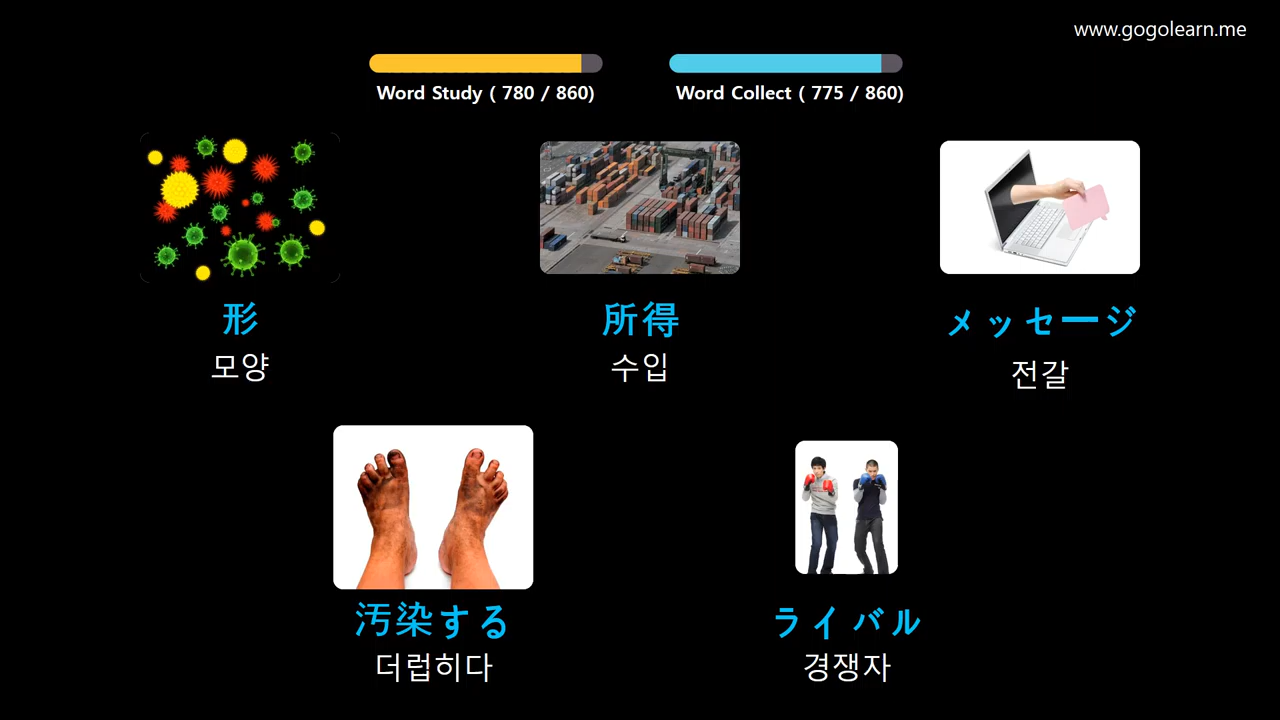 www.gogolearn.me
Word Study ( 780 / 860)
Word Collect ( 775 / 860)
形
모양
所得
수입
メッセージ
전갈
汚染する
더럽히다
ライバル
경쟁자